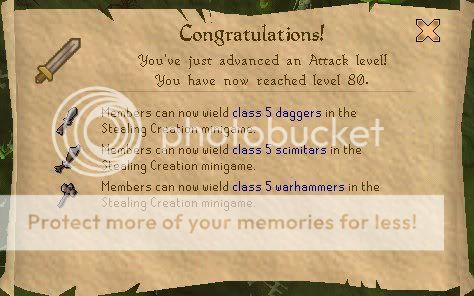 Congratulations!
You've just advanced an Attack level!
You have now reached level 80.
Members can now wield class 5 daggers in the
Stealing Creation minigame.
Members can now wield class 5 scimitars in the
Stealing Creation minigame.
Members can now wield class 5 warhammers in the
Stealing Creation minigame.
photobucket
Protect more of your memories for less!